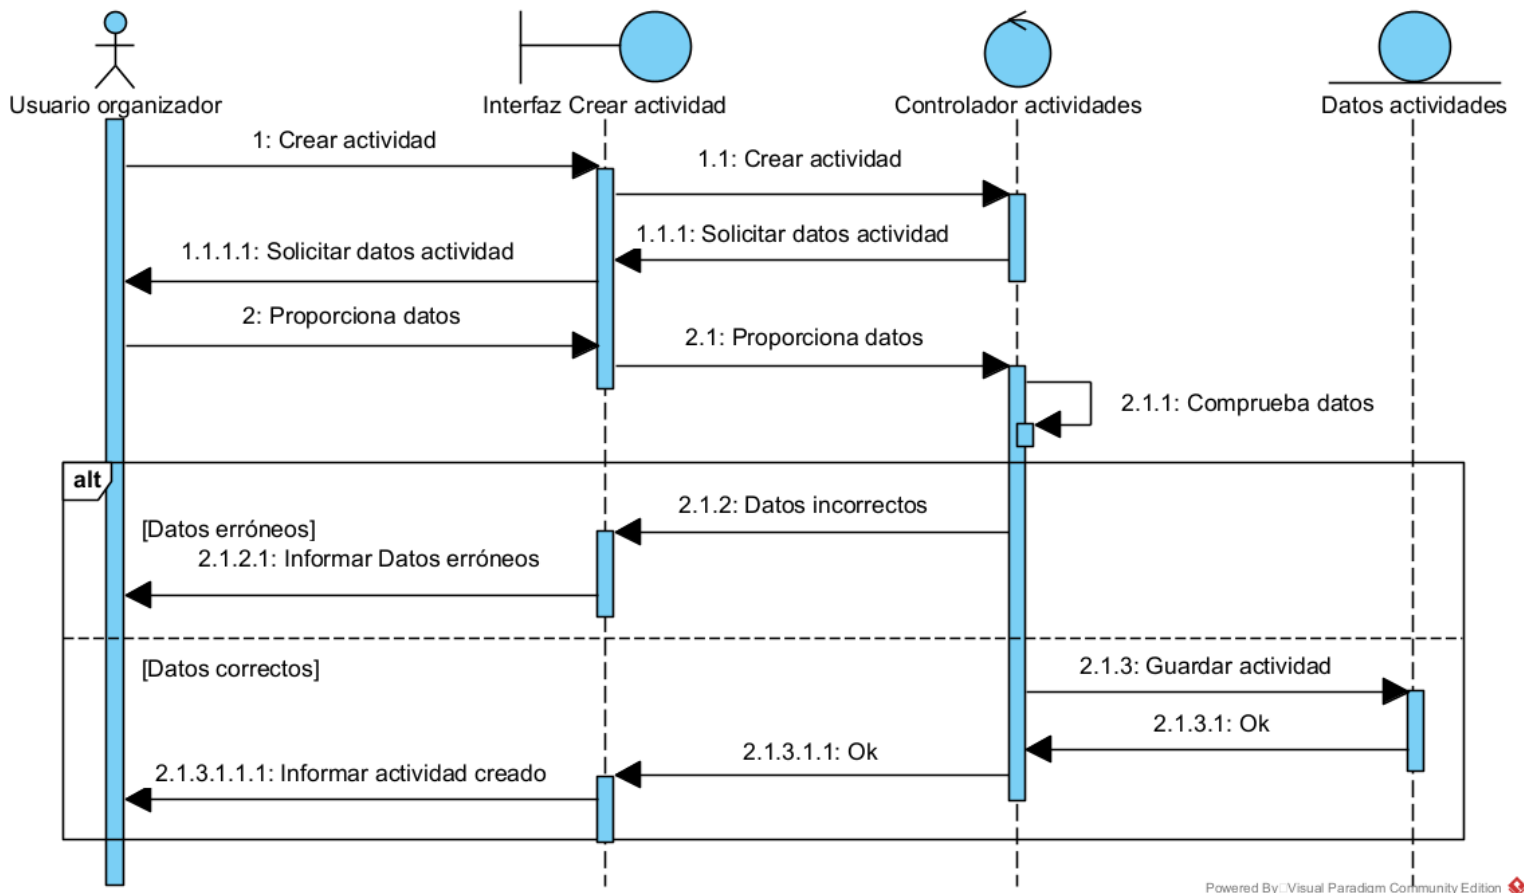 Usuario organizador
Interfaz Crear actividad
Controlador actividades
Datos actividades
1: Crear actividad
1.1: Crear actividad
1.1.1: Solicitar datos actividad
1.1.1.1: Solicitar datos actividad
2: Proporciona datos
2.1: Proporciona datos
2.1.1: Comprueba datos
alt
2.1.2: Datos incorrectos
[Datos erróneos]
2.1.2.1: Informar Datos erróneos
[Datos correctos]
2.1.3: Guardar actividad
2.1.3.1: Ok
2.1.3.1.1: Ok
2.1.3.1.1.1: Informar actividad creado
Powered By Visual Paradigm Community Edition